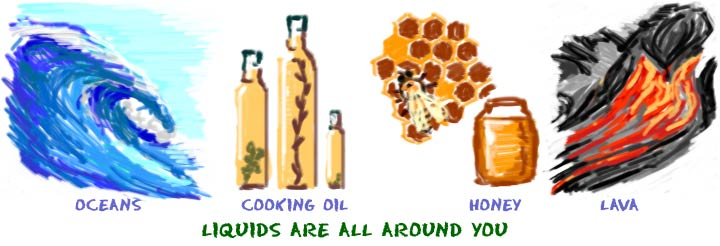 OCEANS COOKING OIL HONEY LAVA
LIQUIDS ARE ALL AROUND YOU